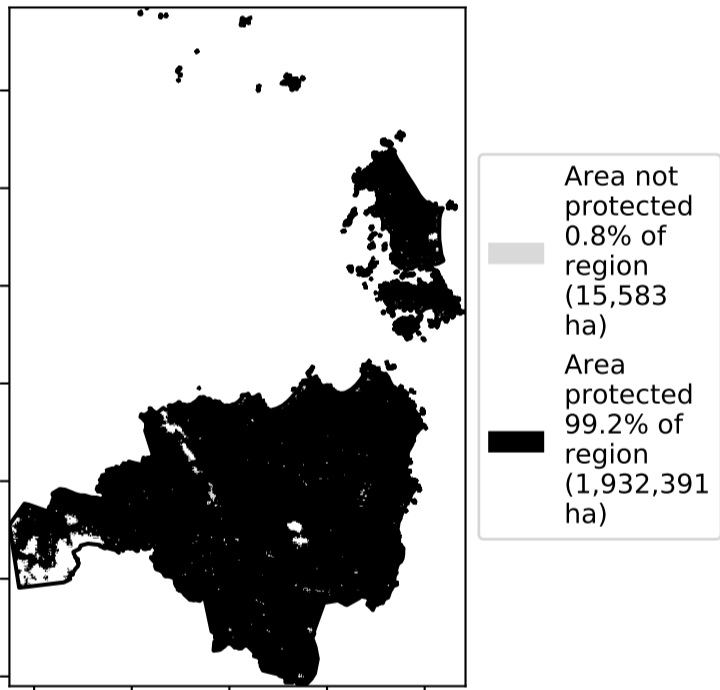 Area not
protected
0.8% of
region
(15,583
ha)
Area
protected
99.2% of
region
(1,932,391
ha)